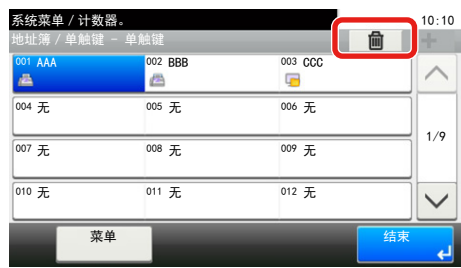 系统菜单 / 计数器。 10:10
地址簿 / 单触键 - 单触键
001 AAA 002 BBB 003 CCC
004 无 005 无 006 无
1/9
007 无 008 无 009 无
010 无 011 无 012 无
菜单 结束